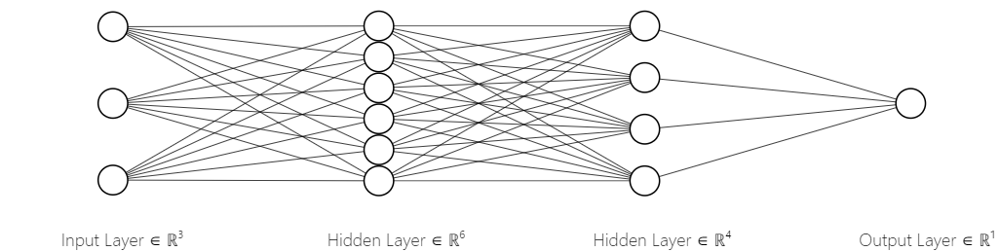 Input Layer ∈ ℝ³
Hidden Layer ∈ ℝ⁶
Hidden Layer ∈ ℝ⁴
Output Layer ∈ ℝ¹